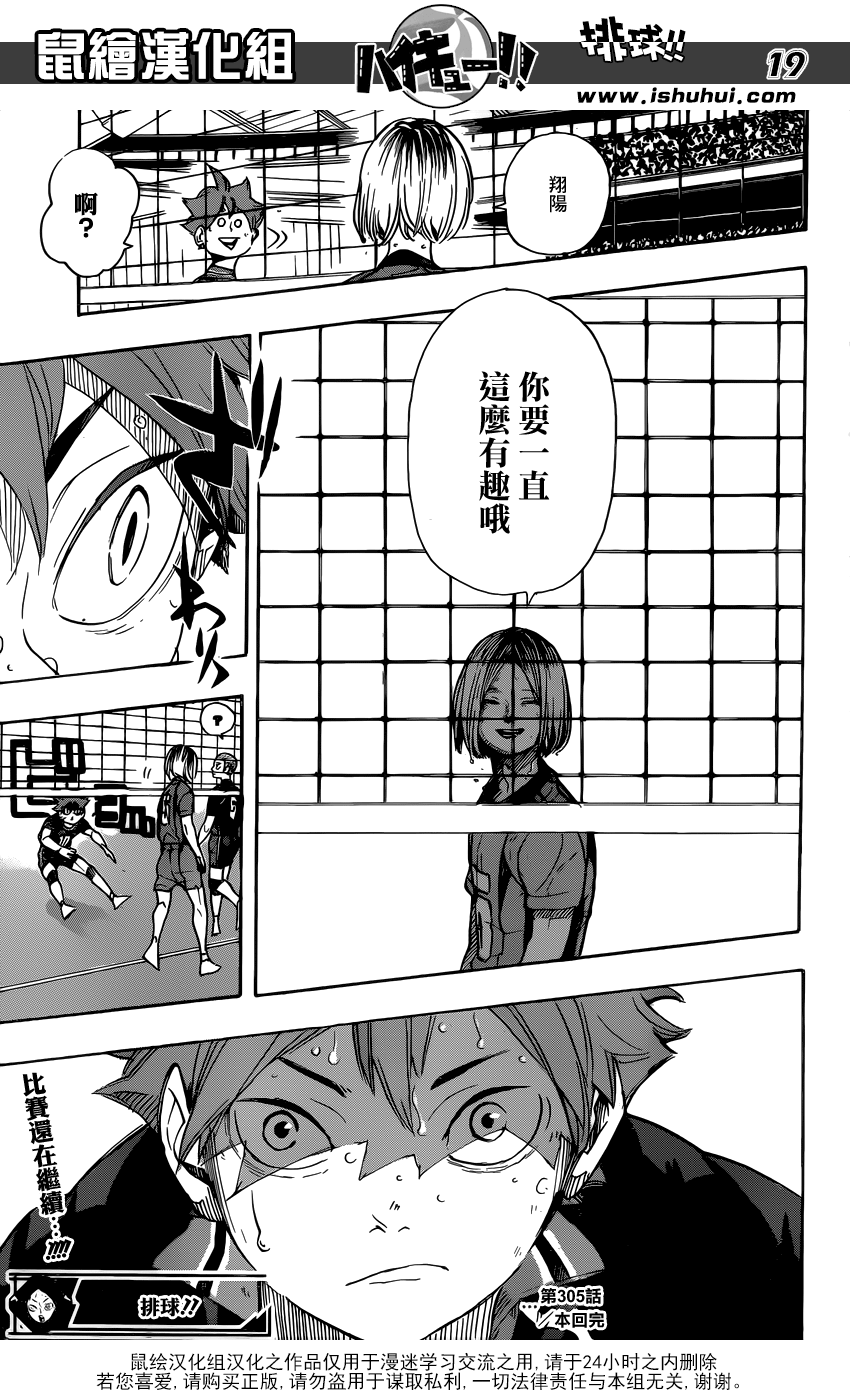 鼠繪漢化組
ハイキュー!!
排球!!
19
www.ishuhui.com
翔陽
啊?
你要一直
這麼有趣哦
ざわり
?
比賽還在繼續…!!!!
排球!!
…第305話
／本回完
鼠绘汉化组汉化之作品仅用于漫迷学习交流之用,请于24小时之内删除
若您喜爱,请购买正版,请勿盗用于谋取私利,一切法律责任与本组无关,谢谢。